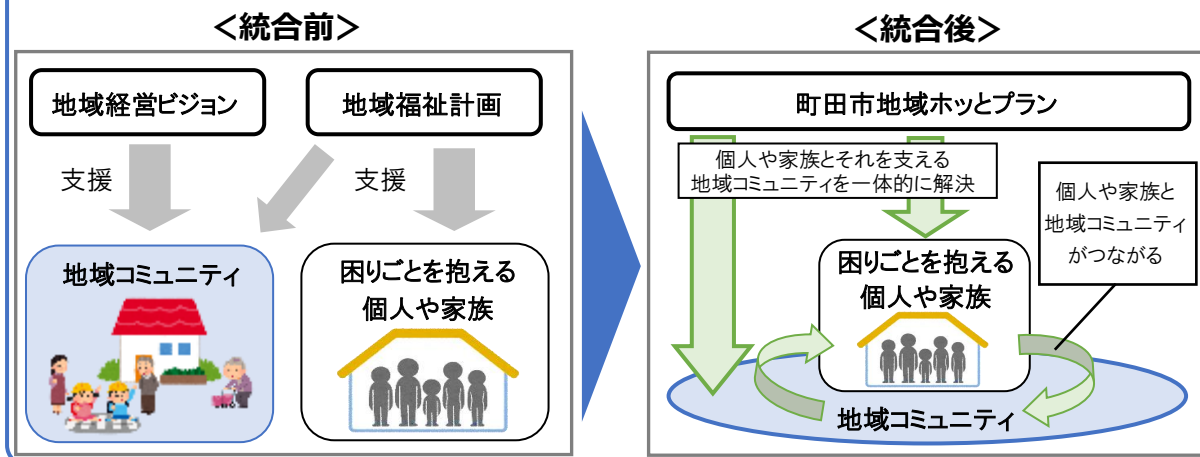 <統合前>
地域経営ビジョン
地域福祉計画
支援
支援
地域コミュニティ
困りごとを抱える
個人や家族
<統合後>
町田市地域ホッとプラン
個人や家族とそれを支える
地域コミュニティを一体的に解決
個人や家族と
地域コミュニティ
がつながる
困りごとを抱える
個人や家族
地域コミュニティ